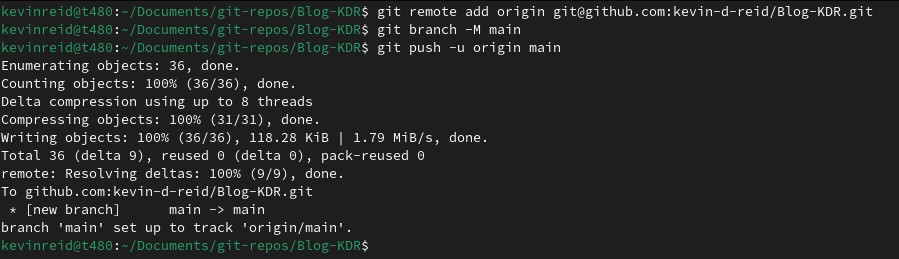 kevinreid@t480:~/Documents/git-repos/Blog-KDR$ git remote add origin git@github.com:kevin-d-reid/Blog-KDR.git
kevinreid@t480:~/Documents/git-repos/Blog-KDR$ git branch -M main
kevinreid@t480:~/Documents/git-repos/Blog-KDR$ git push -u origin main
Enumerating objects: 36, done.
Counting objects: 100% (36/36), done.
Delta compression using up to 8 threads
Compressing objects: 100% (31/31), done.
Writing objects: 100% (36/36), 118.28 KiB | 1.79 MiB/s, done.
Total 36 (delta 9), reused 0 (delta 0), pack-reused 0
remote: Resolving deltas: 100% (9/9), done.
To github.com:kevin-d-reid/Blog-KDR.git
 * [new branch]      main -> main
branch 'main' set up to track 'origin/main'.
kevinreid@t480:~/Documents/git-repos/Blog-KDR$